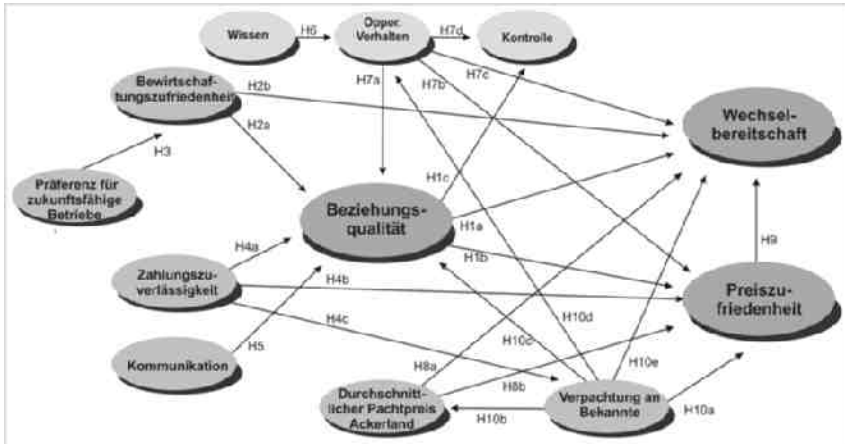 Wissen
H6
Opper.
Verhalten
H7d
Kontrolle
H7a
H7b
H7c
Bewirtschaf-
tungszufriedenheit
H2b
H2a
Wechsel-
bereitschaft
H3
Präferenz für
zukunftsfähige
Betriebe
H1c
Beziehungs-
qualität
H1a
H1b
H9
H4a
Zahlungszu-
verlässigkeit
H4b
H4c
Preiszu-
friedenheit
H10d
H10c
H5
Kommunikation
H8a
H8b
H10e
Durchschnitt-
licher Pachtpreis
Ackerland
H10b
Verpachtung an
Bekannte
H10a